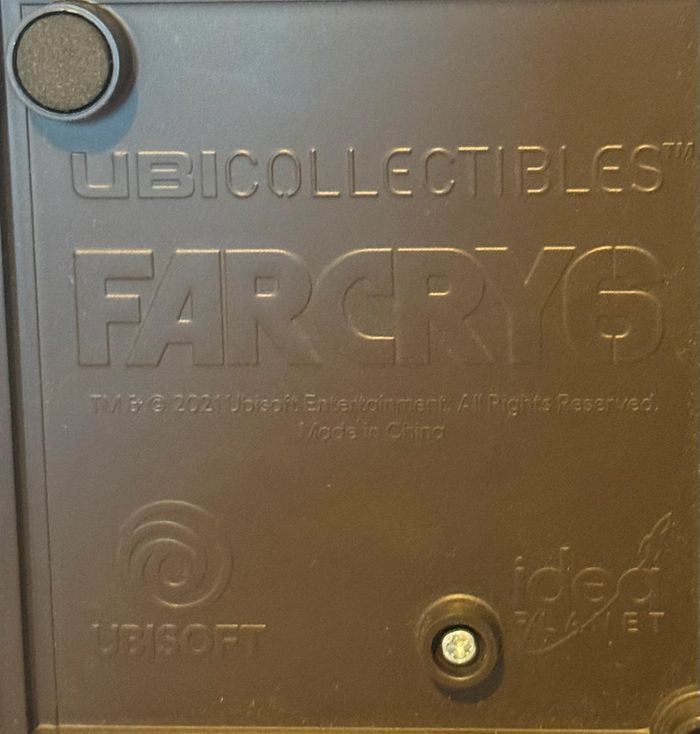 UBICOLLECTIBLES™
FARCRY6
TM & © 2021 Ubisoft Entertainment. All Rights Reserved.
Made in China
UBISOFT
idea
PLANET